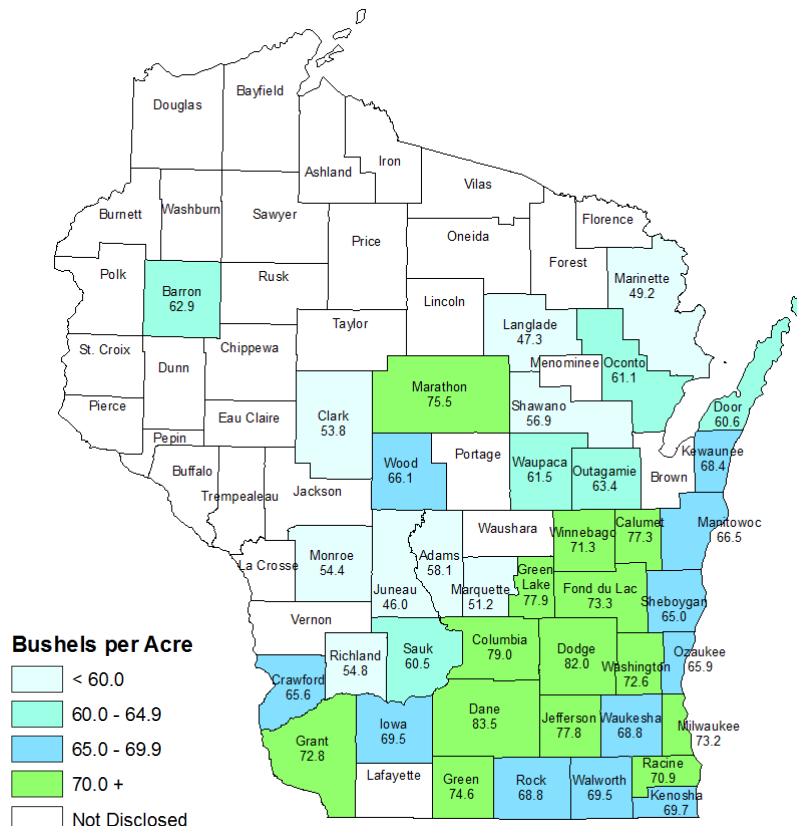 Douglas
Bayfield
Ashland
Iron
Vilas
Burnett
Washburn
Sawyer
Price
Oneida
Florence
Forest
Marinette
49.2
Polk
Barron
62.9
Rusk
Lincoln
Langlade
47.3
Taylor
St. Croix
Dunn
Chippewa
Menominee
Oconto
61.1
Marathon
75.5
Pierce
Eau Claire
Clark
53.8
Shawano
56.9
Door
60.6
Pepin
Buffalo
Trempealeau
Jackson
Wood
66.1
Portage
Waupaca
61.5
Outagamie
63.4
Brown
Kewaunee
68.4
La Crosse
Monroe
54.4
Juneau
46.0
Adams
58.1
Waushara
Marquette
51.2
Green
Lake
77.9
Winnebago
71.3
Calumet
77.3
Manitowoc
66.5
Fond du Lac
73.3
Sheboygan
65.0
Vernon
Richland
54.8
Sauk
60.5
Columbia
79.0
Dodge
82.0
Washington
72.6
Ozaukee
65.9
Crawford
65.6
Grant
72.8
Iowa
69.5
Dane
83.5
Jefferson
77.8
Waukesha
68.8
Milwaukee
73.2
Lafayette
Green
74.6
Rock
68.8
Walworth
69.5
Racine
70.9
Kenosha
69.7
Bushels per Acre
< 60.0
60.0 - 64.9
65.0 - 69.9
70.0 +
Not Disclosed